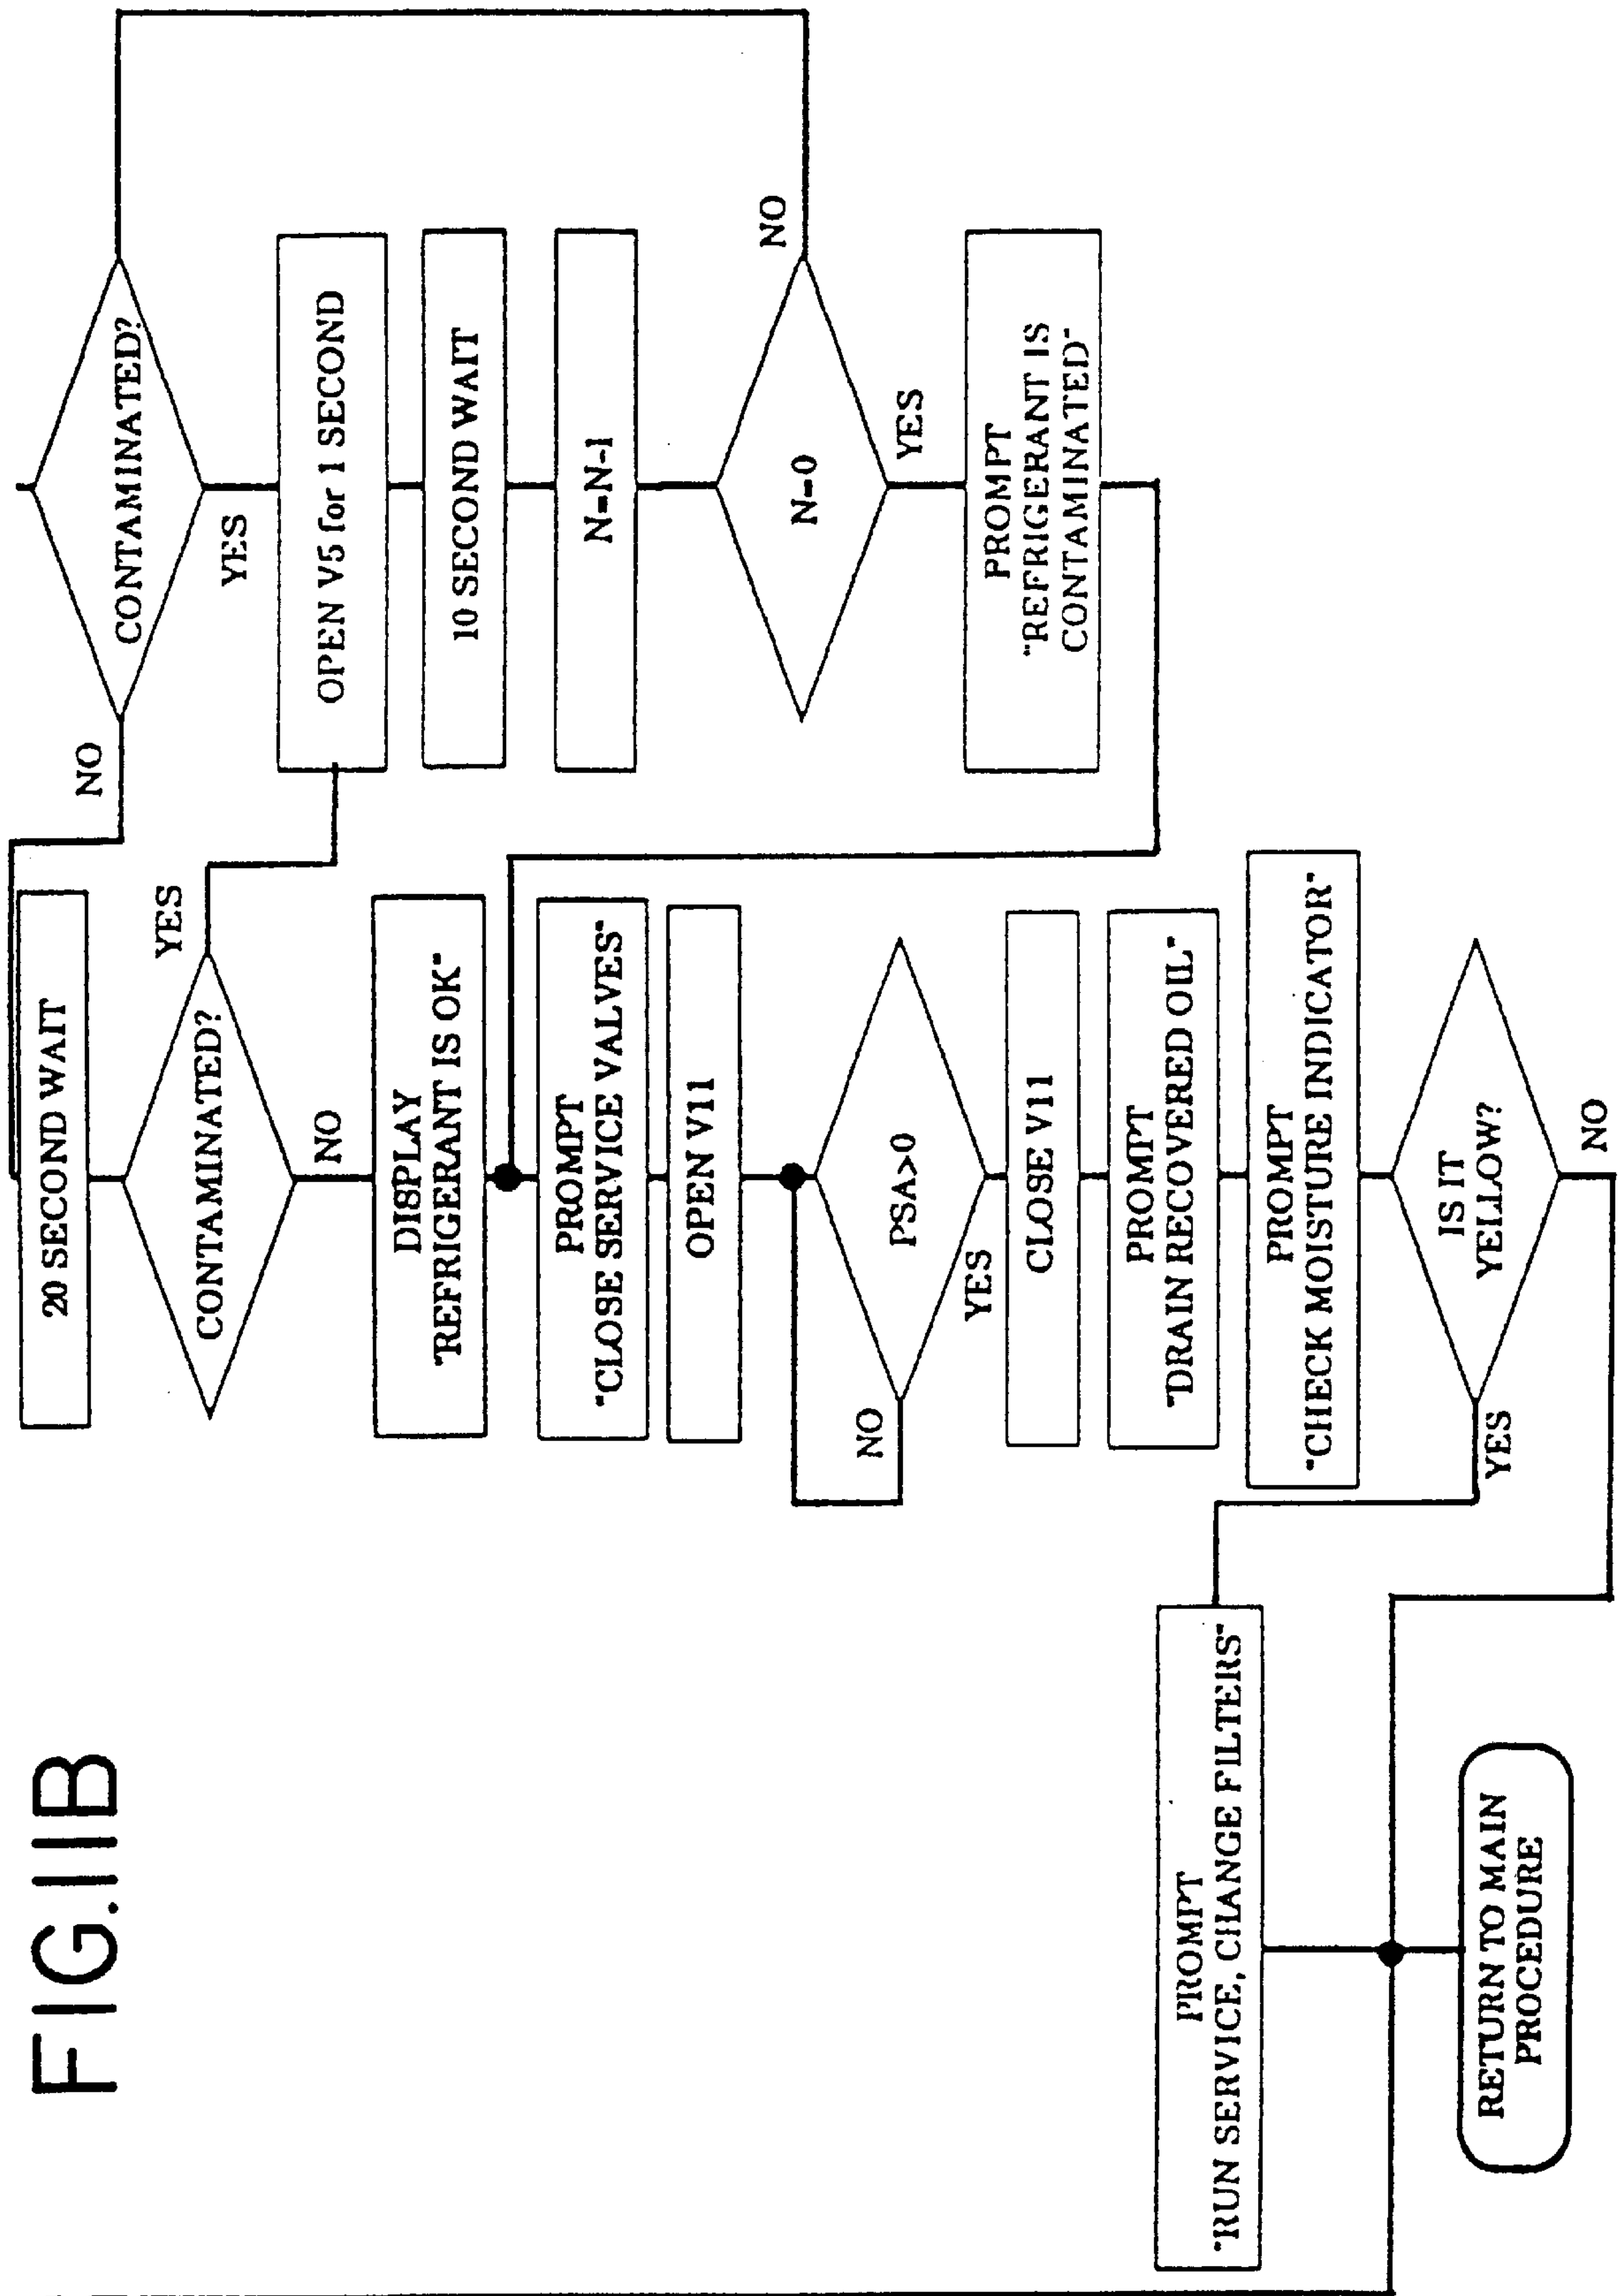 FIG.11B
CONTAMINATED?
NO
YES
OPEN V5 for 1 SECOND
10 SECOND WAIT
N=N-1
N=0
NO
YES
PROMPT
"REFRIGERANT IS
CONTAMINATED"
20 SECOND WAIT
CONTAMINATED?
YES
NO
DISPLAY
"REFRIGERANT IS OK"
PROMPT
"CLOSE SERVICE VALVES"
OPEN V11
PSA>0
NO
YES
CLOSE V11
PROMPT
"DRAIN RECOVERED OIL"
PROMPT
"CHECK MOISTURE INDICATOR"
IS IT
YELLOW?
YES
NO
PROMPT
"RUN SERVICE, CHANGE FILTERS"
RETURN TO MAIN
PROCEDURE